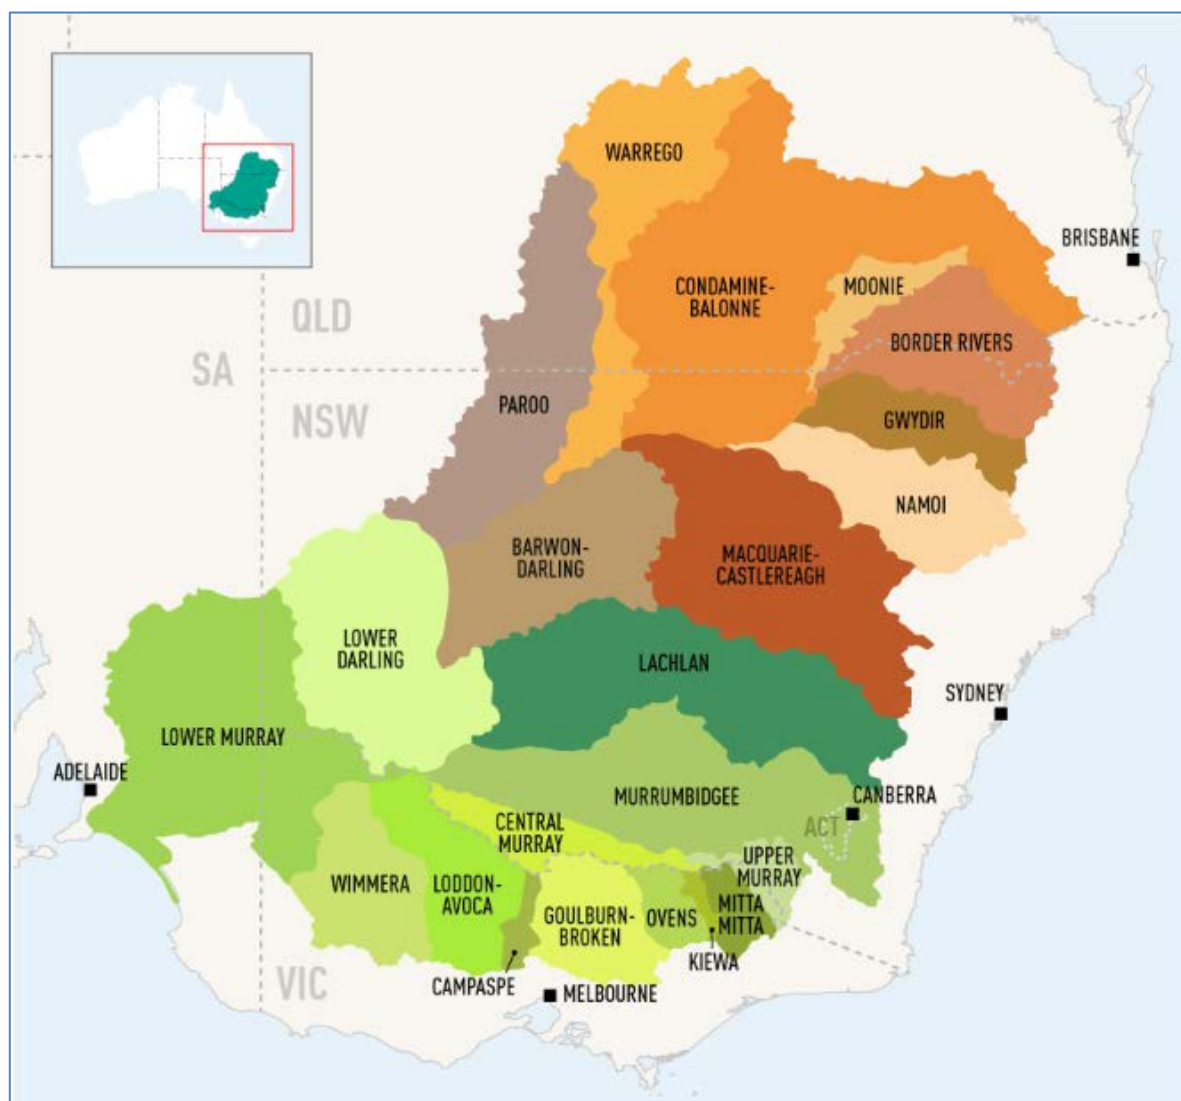 WARREGO
BRISBANE
CONDAMINE-
BALONNE
MOONIE
QLD
BORDER RIVERS
SA
PAROO
NSW
GWYDIR
NAMOI
BARWON-
DARLING
MACQUARIE-
CASTLEREAGH
LOWER
DARLING
LACHLAN
SYDNEY
LOWER MURRAY
ADELAIDE
MURRUMBIDGEE
CANBERRA
ACT
CENTRAL
MURRAY
UPPER
MURRAY
WIMMERA
LODDON-
AVOCA
GOULBURN-
BROKEN
OVENS
MITTA
MITTA
KIEWA
CAMPASPE
VIC
MELBOURNE